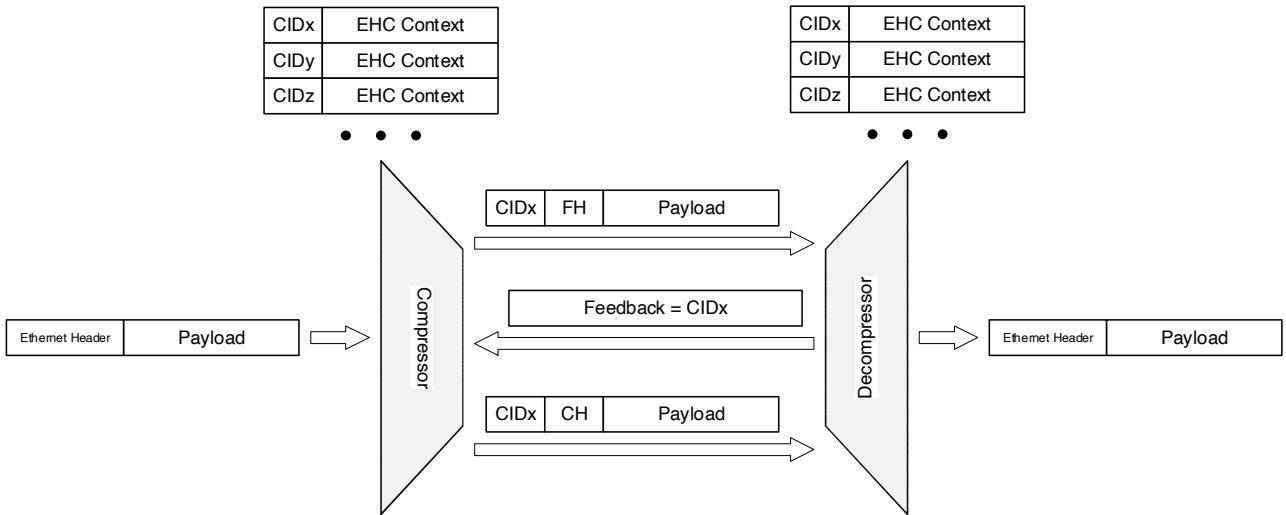 CIDx EHC Context
CIDy EHC Context
CIDz EHC Context
CIDx EHC Context
CIDy EHC Context
CIDz EHC Context
CIDx FH Payload
Feedback = CIDx
CIDx CH Payload
Ethernet Header Payload
Compressor
Decompressor
Ethernet Header Payload